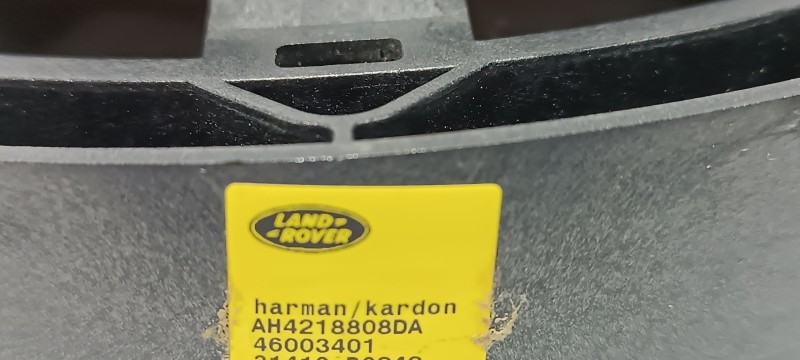 LAND
ROVER
harman/kardon
AH4218808DA
46003401